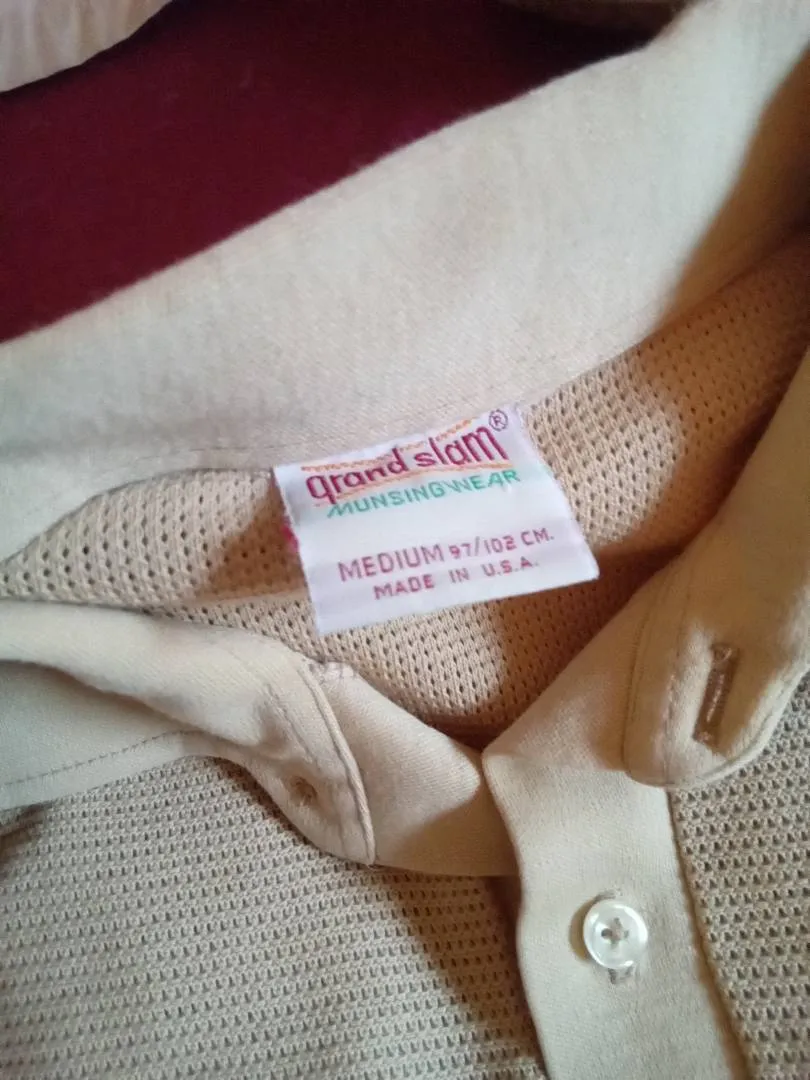 grand slam®
MUNSINGWEAR
MEDIUM 97/102 CM.
MADE IN U.S.A.